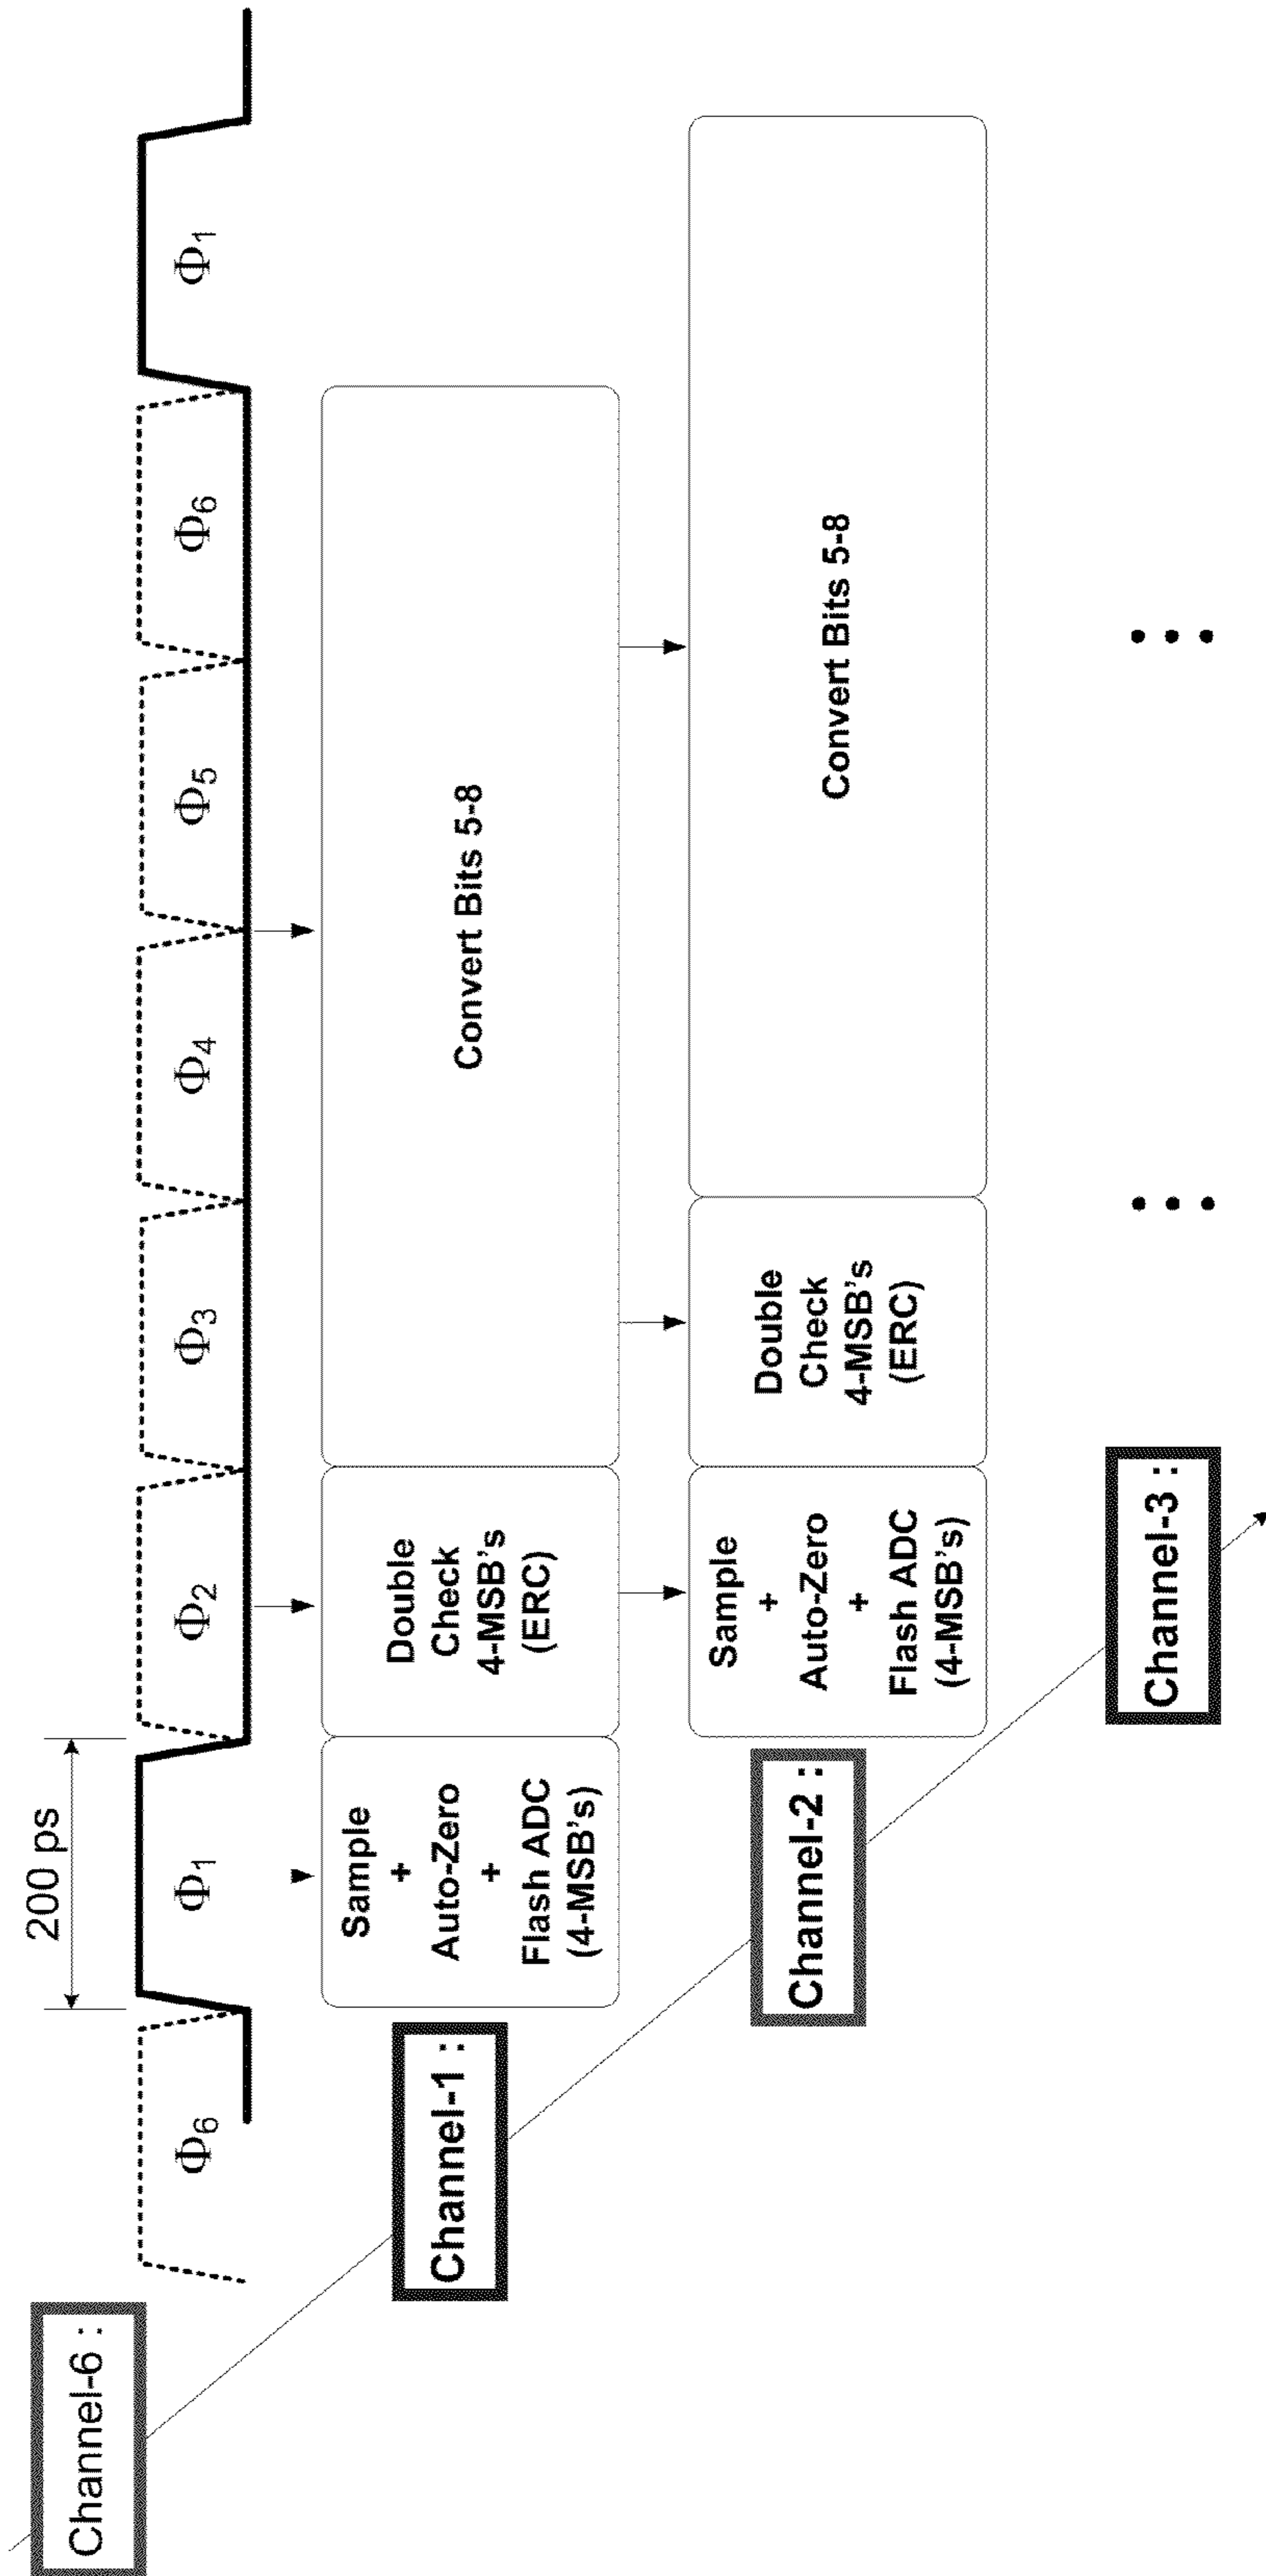 Channel-6 :
200 ps
Φ6
Φ1
Φ2
Φ3
Φ4
Φ5
Φ6
Φ1
Channel-1 :
Sample
+
Auto-Zero
+
Flash ADC
(4-MSB's)
Double
Check
4-MSB's
(ERC)
Convert Bits 5-8
Channel-2 :
Sample
+
Auto-Zero
+
Flash ADC
(4-MSB's)
Double
Check
4-MSB's
(ERC)
Convert Bits 5-8
Channel-3 :